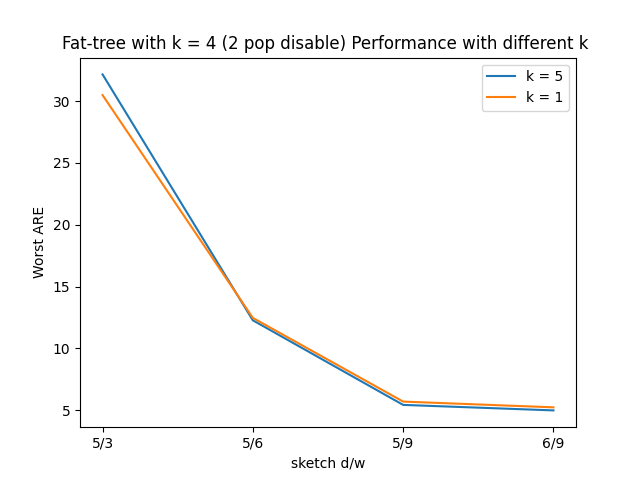 Fat-tree with k = 4 (2 pop disable) Performance with different k
k = 5
k = 1
Worst ARE
30
25
20
15
10
5
5/3
5/6
5/9
6/9
sketch d/w